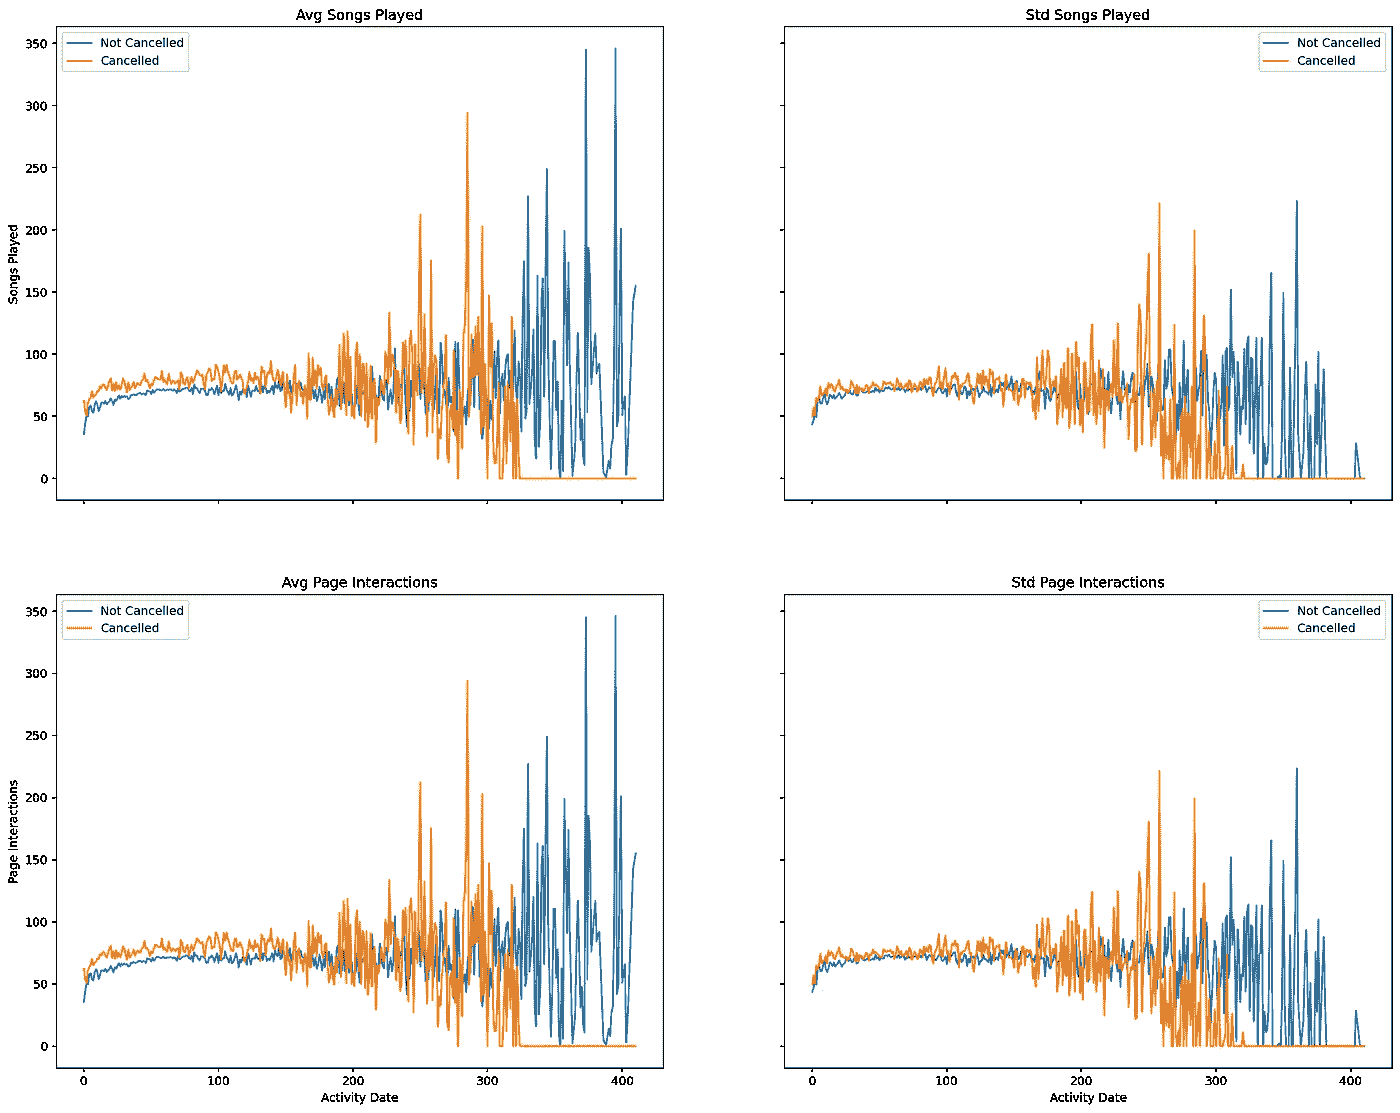 Avg Songs Played
Std Songs Played
Songs Played
350
300
250
200
150
100
50
0
Not Cancelled
Cancelled
Not Cancelled
Cancelled
Avg Page Interactions
Std Page Interactions
Page Interactions
350
300
250
200
150
100
50
0
Not Cancelled
Cancelled
Not Cancelled
Cancelled
0 100 200 300 400
Activity Date
0 100 200 300 400
Activity Date